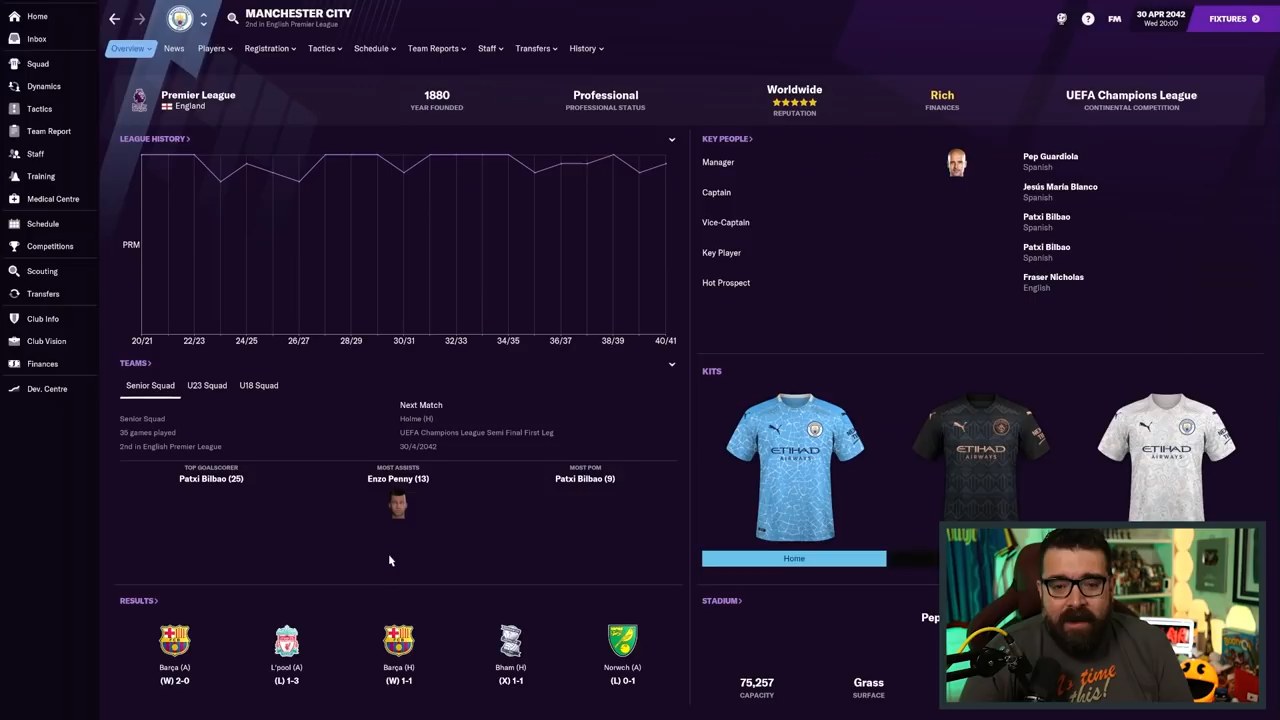 Home
Inbox
Squad
Dynamics
Tactics
Team Report
Staff
Training
Medical Centre
Schedule
Competitions
Scouting
Transfers
Club Info
Club Vision
Finances
Dev. Centre
MANCHESTER CITY
2nd in English Premier League
FM
30 APR 2042
Wed 20:00
FIXTURES
Overview
News
Players
Registration
Tactics
Schedule
Team Reports
Staff
Transfers
History
Premier League
England
1880
YEAR FOUNDED
Professional
PROFESSIONAL STATUS
Worldwide
REPUTATION
Rich
FINANCES
UEFA Champions League
CONTINENTAL COMPETITION
LEAGUE HISTORY
PRM
20/21 22/23 24/25 26/27 28/29 30/31 32/33 34/35 36/37 38/39 40/41
KEY PEOPLE
Manager
Pep Guardiola
Spanish
Captain
Jesús María Blanco
Spanish
Vice-Captain
Patxi Bilbao
Spanish
Key Player
Patxi Bilbao
Spanish
Hot Prospect
Fraser Nicholas
English
TEAMS
Senior Squad
U23 Squad
U18 Squad
Senior Squad
35 games played
2nd in English Premier League
Next Match
Holme (H)
UEFA Champions League Semi Final First Leg
30/4/2042
TOP GOALSCORER
Patxi Bilbao (25)
MOST ASSISTS
Enzo Penny (13)
MOST POM
Patxi Bilbao (9)
KITS
ETIHAD
AIRWAYS
ETIHAD
AIRWAYS
ETIHAD
AIRWAYS
Home
RESULTS
Barça (A)
(W) 2-0
L'pool (A)
(L) 1-3
Barça (H)
(W) 1-1
Bham (H)
(X) 1-1
Norwch (A)
(L) 0-1
STADIUM
Pep
75,257
CAPACITY
Grass
SURFACE
time
this!